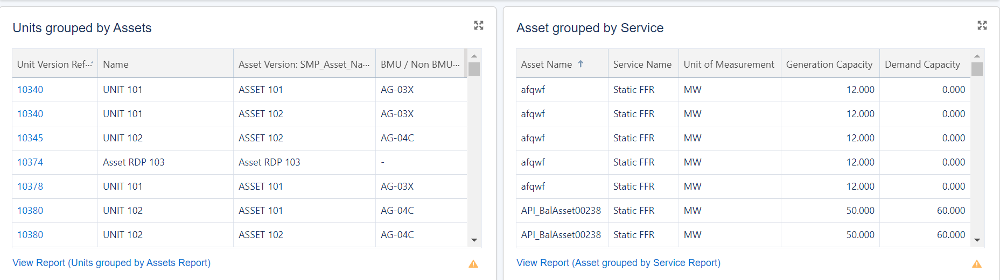 Units grouped by Assets
Unit Version Ref... Name Asset Version: SMP_Asset_Na... BMU / Non BMU...
10340 UNIT 101 ASSET 101 AG-03X
10340 UNIT 101 ASSET 102 AG-03X
10345 UNIT 102 ASSET 102 AG-04C
10374 Asset RDP 103 Asset RDP 103 -
10378 UNIT 101 ASSET 101 AG-03X
10380 UNIT 102 ASSET 101 AG-04C
10380 UNIT 102 ASSET 102 AG-04C
View Report (Units grouped by Assets Report)
Asset grouped by Service
Asset Name ↑ Service Name Unit of Measurement Generation Capacity Demand Capacity
afqwf Static FFR MW 12.000 0.000
afqwf Static FFR MW 12.000 0.000
afqwf Static FFR MW 12.000 0.000
afqwf Static FFR MW 12.000 0.000
afqwf Static FFR MW 12.000 0.000
API_BalAsset00238 Static FFR MW 50.000 60.000
API_BalAsset00238 Static FFR MW 50.000 60.000
View Report (Asset grouped by Service Report)